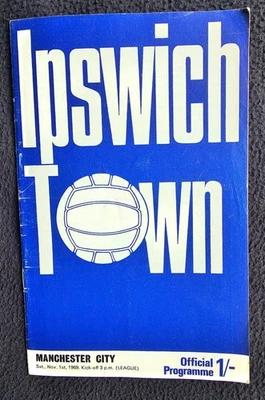 Ipswich
Town
MANCHESTER CITY
Sat., Nov. 1st, 1969. Kick-off 3 p.m. (LEAGUE)
Official
Programme 1/-